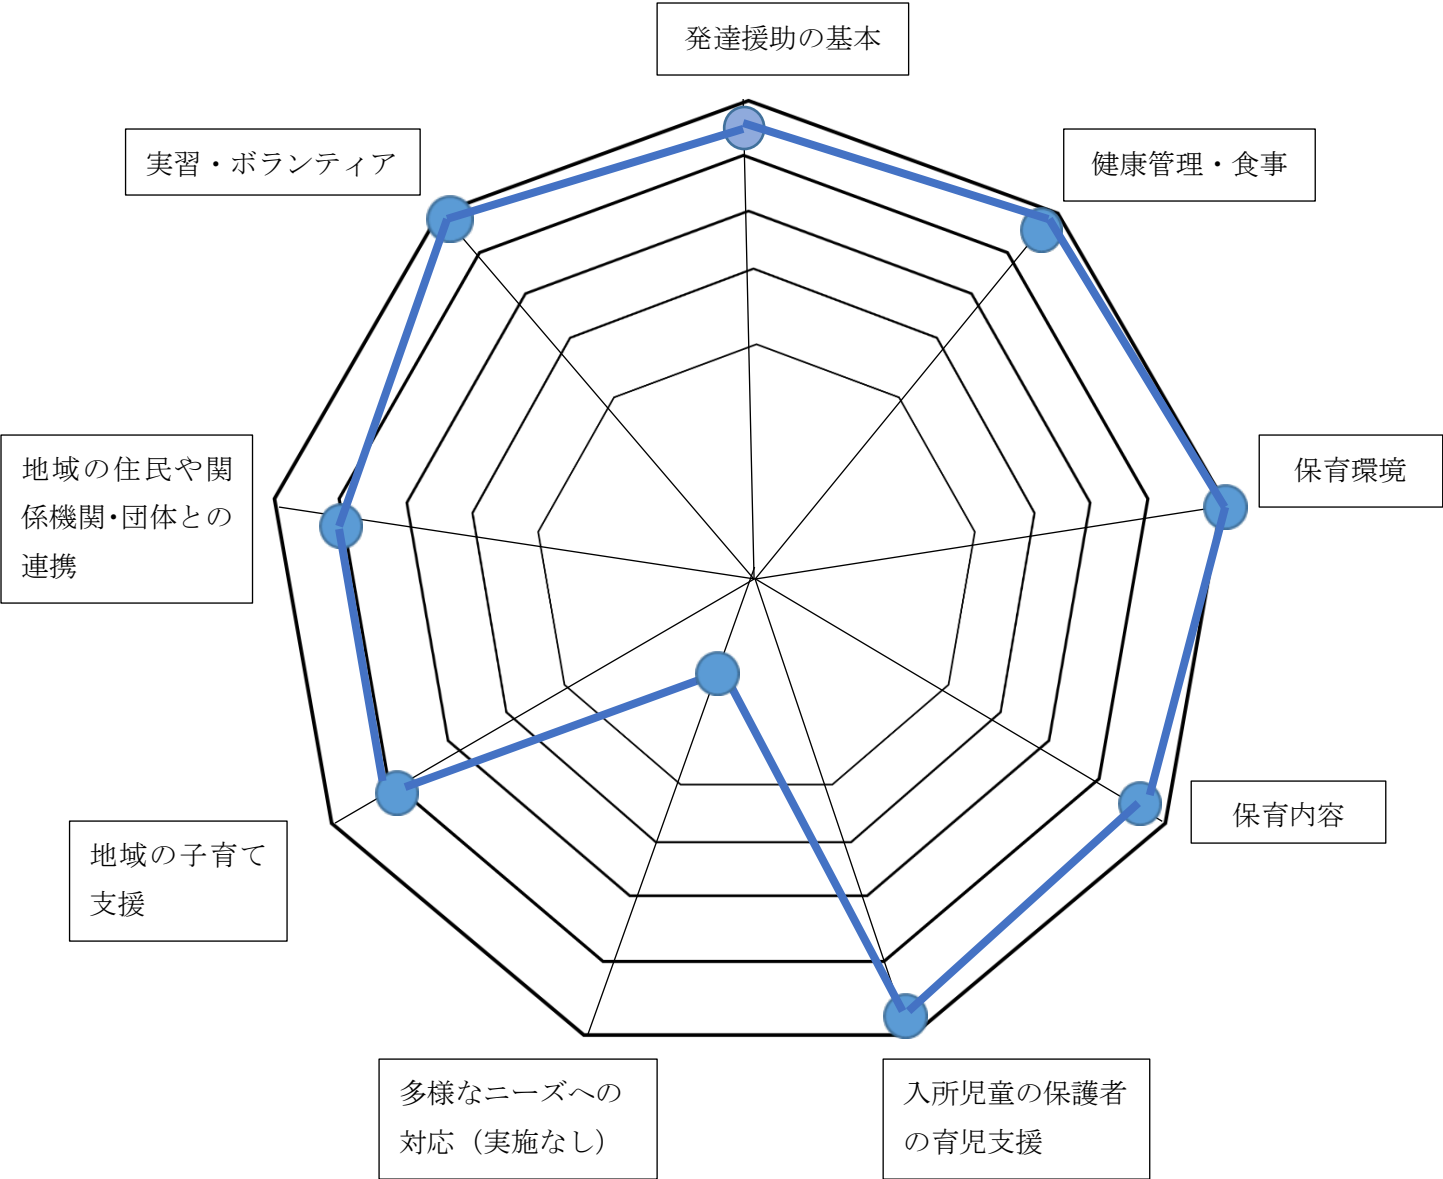 発達援助の基本
実習・ボランティア
健康管理・食事
地域の住民や関
係機関・団体との
連携
保育環境
保育内容
地域の子育て
支援
多様なニーズへの
対応（実施なし）
入所児童の保護者
の育児支援